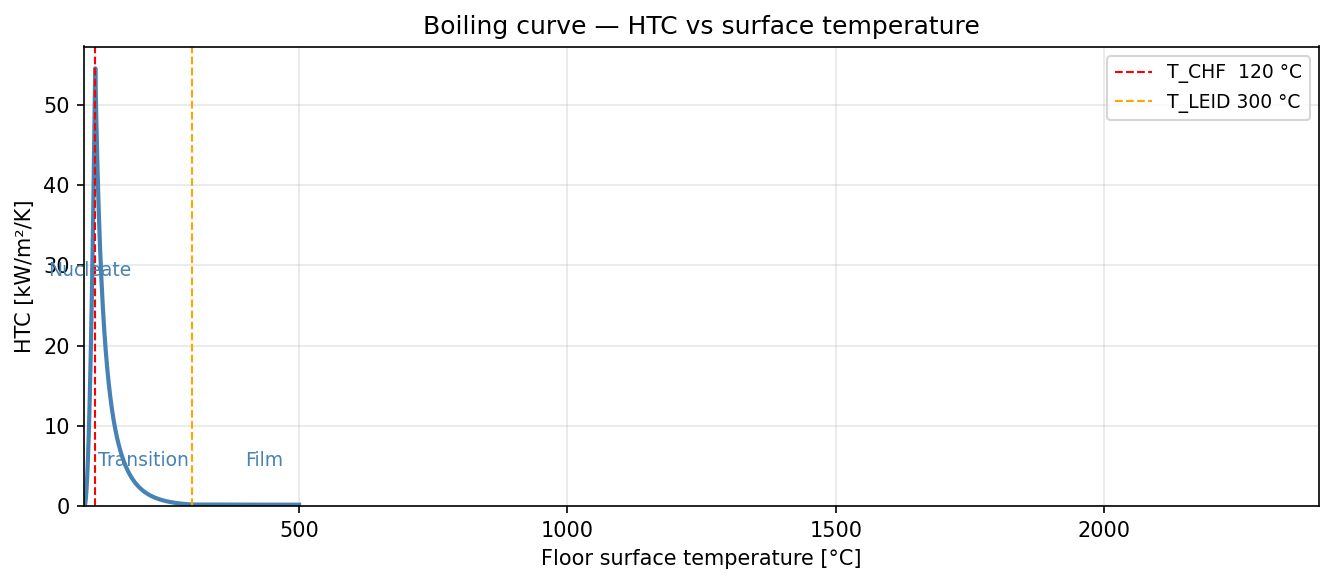 Boiling curve — HTC vs surface temperature
T_CHF 120 °C
T_LEID 300 °C
HTC [kW/m²/K]
50
40
30
20
10
0
Nucleate
Transition
Film
500
1000
1500
2000
Floor surface temperature [°C]